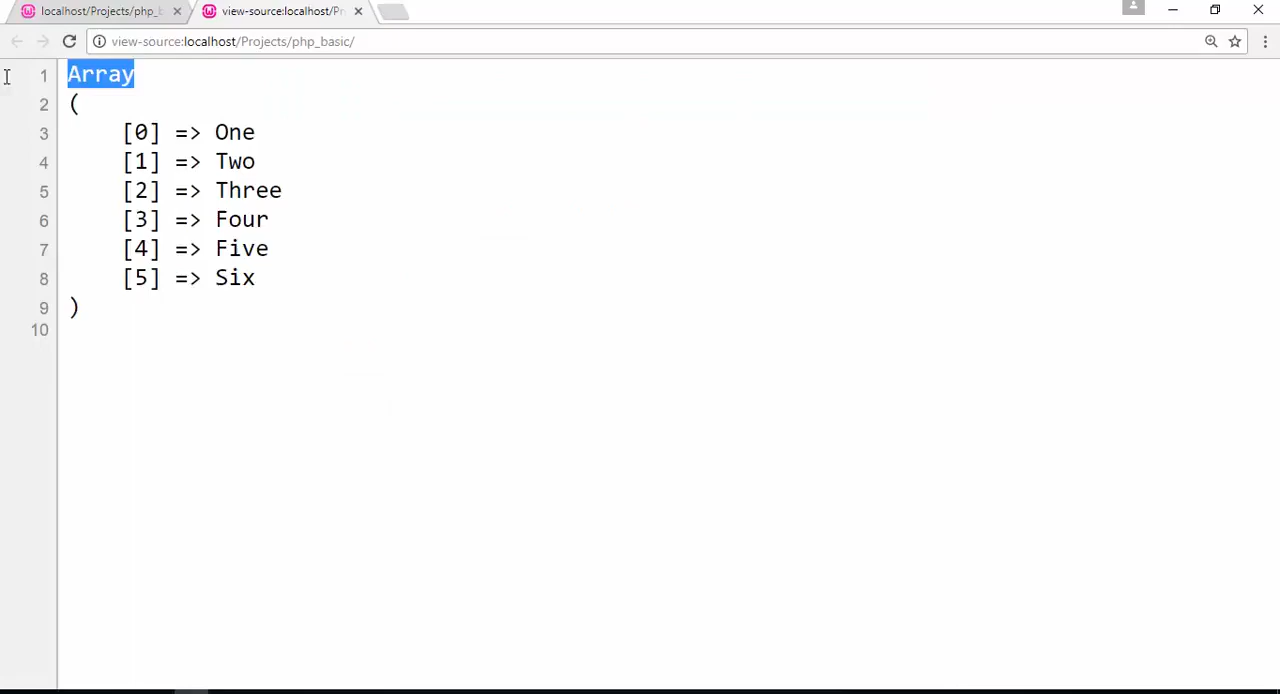 localhost/Projects/php_b
view-source:localhost/Pr
view-source:localhost/Projects/php_basic/
1 Array
2 (
3 [0] => One
4 [1] => Two
5 [2] => Three
6 [3] => Four
7 [4] => Five
8 [5] => Six
9 )
10